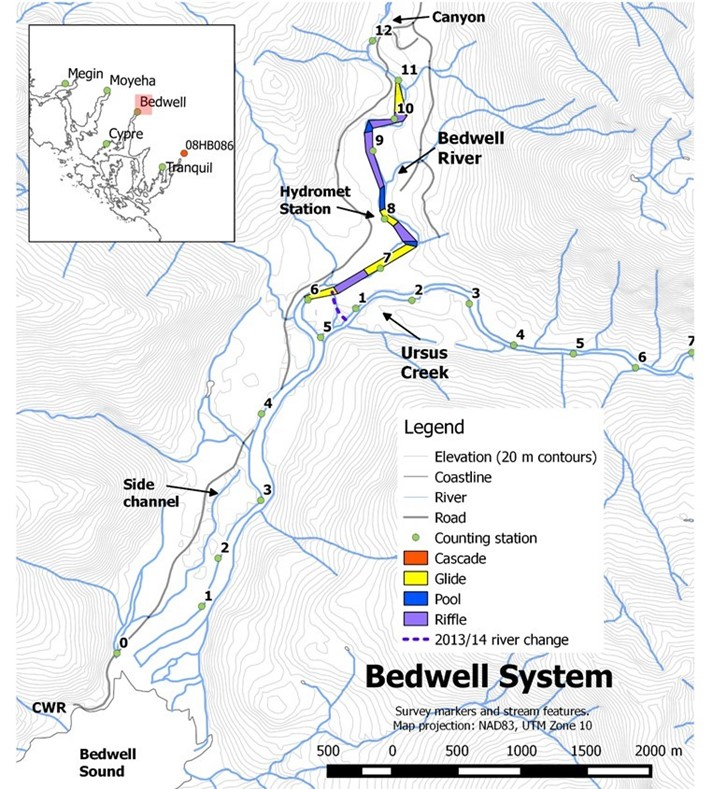 Canyon
12
Megin
Moyeha
Bedwell
Cypre
08HB086
Tranquil
11
10
9
Bedwell
River
Hydromet
Station
8
7
6
1
2
3
5
4
5
6
7
Ursus
Creek
4
Side
channel
3
2
1
0
CWR
Bedwell
Sound
Legend
Elevation (20 m contours)
Coastline
River
Road
Counting station
Cascade
Glide
Pool
Riffle
2013/14 river change
Bedwell System
Survey markers and stream features.
Map projection: NAD83, UTM Zone 10
500 0 500 1000 1500 2000 m